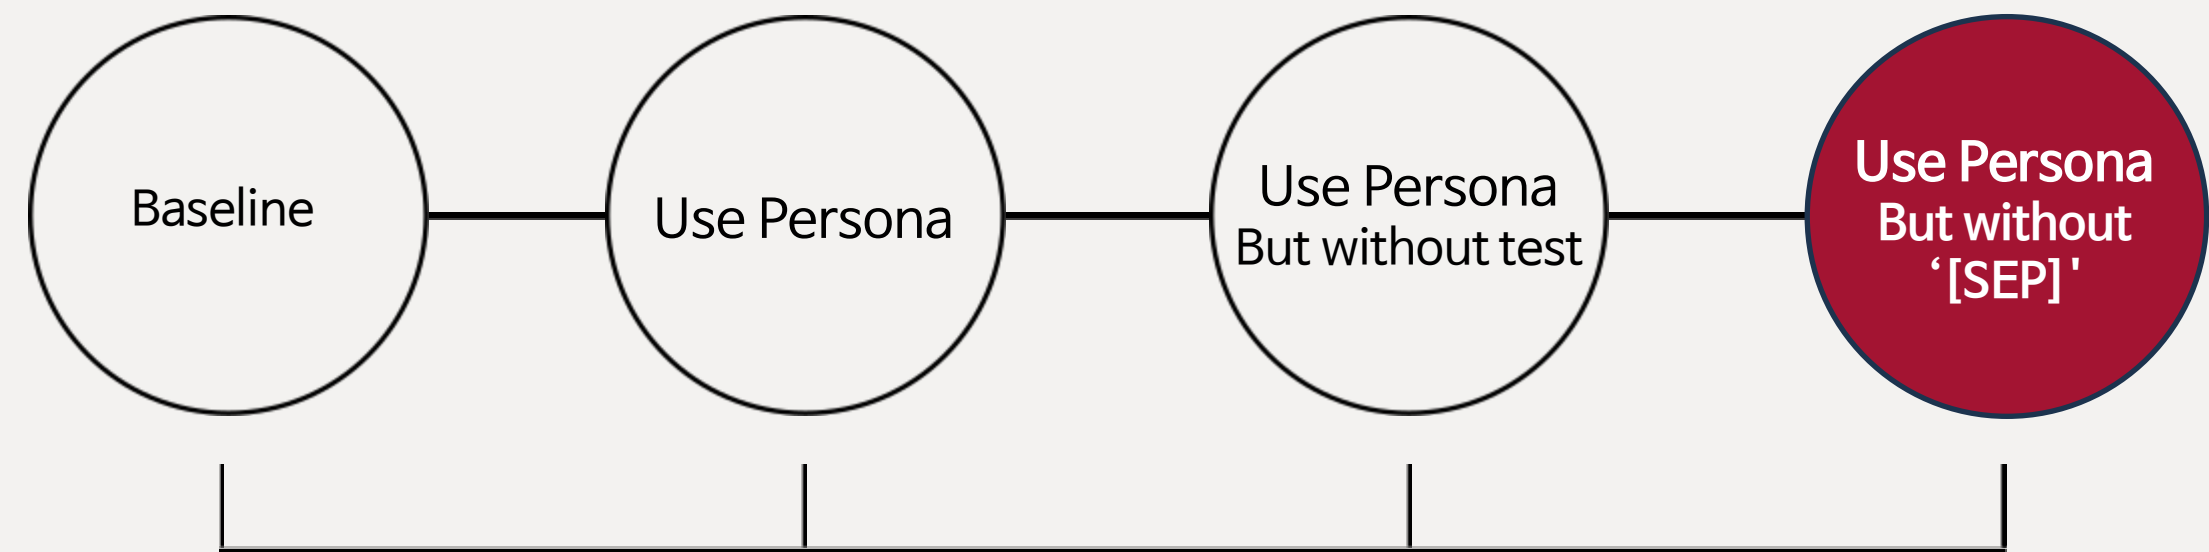 Baseline
Use Persona
Use Persona
But without test
Use Persona
But without
‘[SEP]'